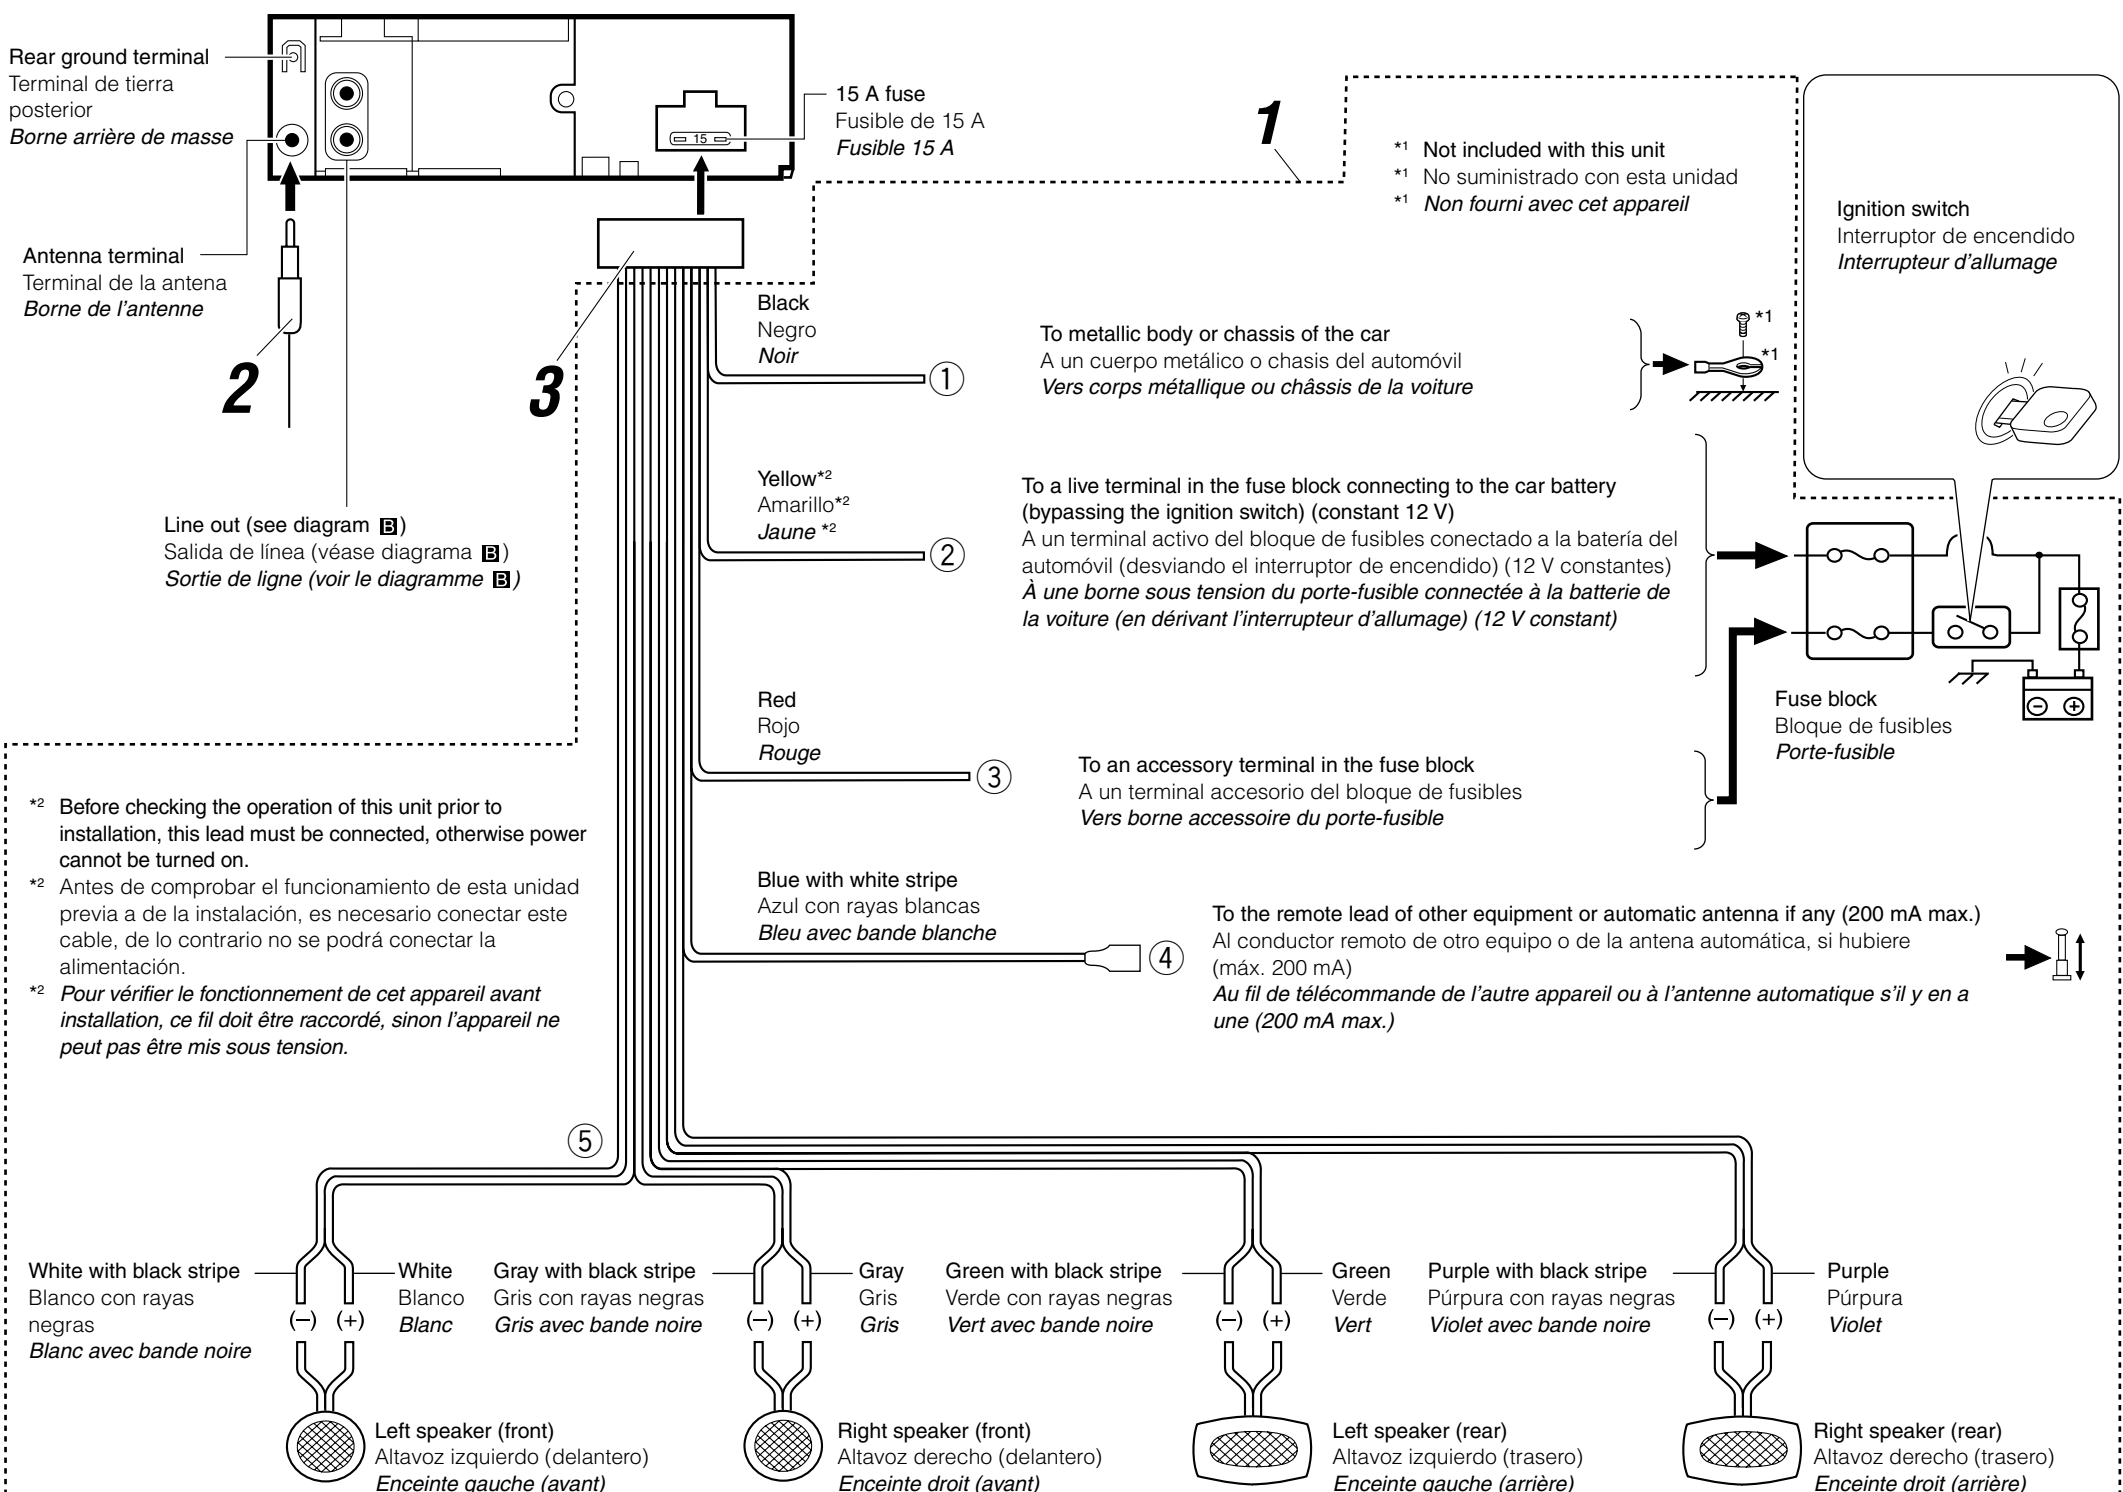 Rear ground terminal
Terminal de tierra
posterior
Borne arrière de masse
15 A fuse
Fusible de 15 A
Fusible 15 A
15
1
*1 Not included with this unit
*1 No suministrado con esta unidad
*1 Non fourni avec cet appareil
Ignition switch
Interruptor de encendido
Interrupteur d'allumage
Antenna terminal
Terminal de la antena
Borne de l'antenne
2
3
Line out (see diagram B)
Salida de línea (véase diagrama B)
Sortie de ligne (voir le diagramme B)
Black
Negro
Noir
①
To metallic body or chassis of the car
A un cuerpo metálico o chasis del automóvil
Vers corps métallique ou châssis de la voiture
*1
*1
Yellow*2
Amarillo*2
Jaune *2
②
To a live terminal in the fuse block connecting to the car battery
(bypassing the ignition switch) (constant 12 V)
A un terminal activo del bloque de fusibles conectado a la batería del
automóvil (desviando el interruptor de encendido) (12 V constantes)
À une borne sous tension du porte-fusible connectée à la batterie de
la voiture (en dérivant l'interrupteur d'allumage) (12 V constant)
Fuse block
Bloque de fusibles
Porte-fusible
Red
Rojo
Rouge
③
To an accessory terminal in the fuse block
A un terminal accesorio del bloque de fusibles
Vers borne accessoire du porte-fusible
*2 Before checking the operation of this unit prior to
installation, this lead must be connected, otherwise power
cannot be turned on.
*2 Antes de comprobar el funcionamiento de esta unidad
previa a de la instalación, es necesario conectar este
cable, de lo contrario no se podrá conectar la
alimentación.
*2 Pour vérifier le fonctionnement de cet appareil avant
installation, ce fil doit être raccordé, sinon l'appareil ne
peut pas être mis sous tension.
Blue with white stripe
Azul con rayas blancas
Bleu avec bande blanche
④
To the remote lead of other equipment or automatic antenna if any (200 mA max.)
Al conductor remoto de otro equipo o de la antena automática, si hubiere
(máx. 200 mA)
Au fil de télécommande de l'autre appareil ou à l'antenne automatique s'il y en a
une (200 mA max.)
⑤
White with black stripe
Blanco con rayas
negras
Blanc avec bande noire
(−) (+)
White
Blanco
Blanc
Gray with black stripe
Gris con rayas negras
Gris avec bande noire
(−) (+)
Gray
Gris
Gris
Green with black stripe
Verde con rayas negras
Vert avec bande noire
(−) (+)
Green
Verde
Vert
Purple with black stripe
Púrpura con rayas negras
Violet avec bande noire
(−) (+)
Purple
Púrpura
Violet
Left speaker (front)
Altavoz izquierdo (delantero)
Enceinte gauche (avant)
Right speaker (front)
Altavoz derecho (delantero)
Enceinte droit (avant)
Left speaker (rear)
Altavoz izquierdo (trasero)
Enceinte gauche (arrière)
Right speaker (rear)
Altavoz derecho (trasero)
Enceinte droit (arrière)